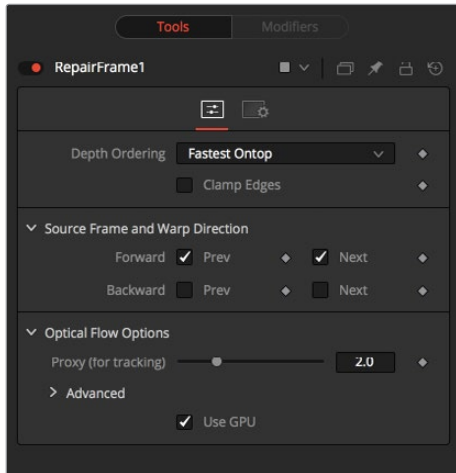 Tools Modifiers
RepairFrame1
Depth Ordering Fastest Ontop
Clamp Edges
Source Frame and Warp Direction
Forward Prev Next
Backward Prev Next
Optical Flow Options
Proxy (for tracking) 2.0
Advanced
Use GPU